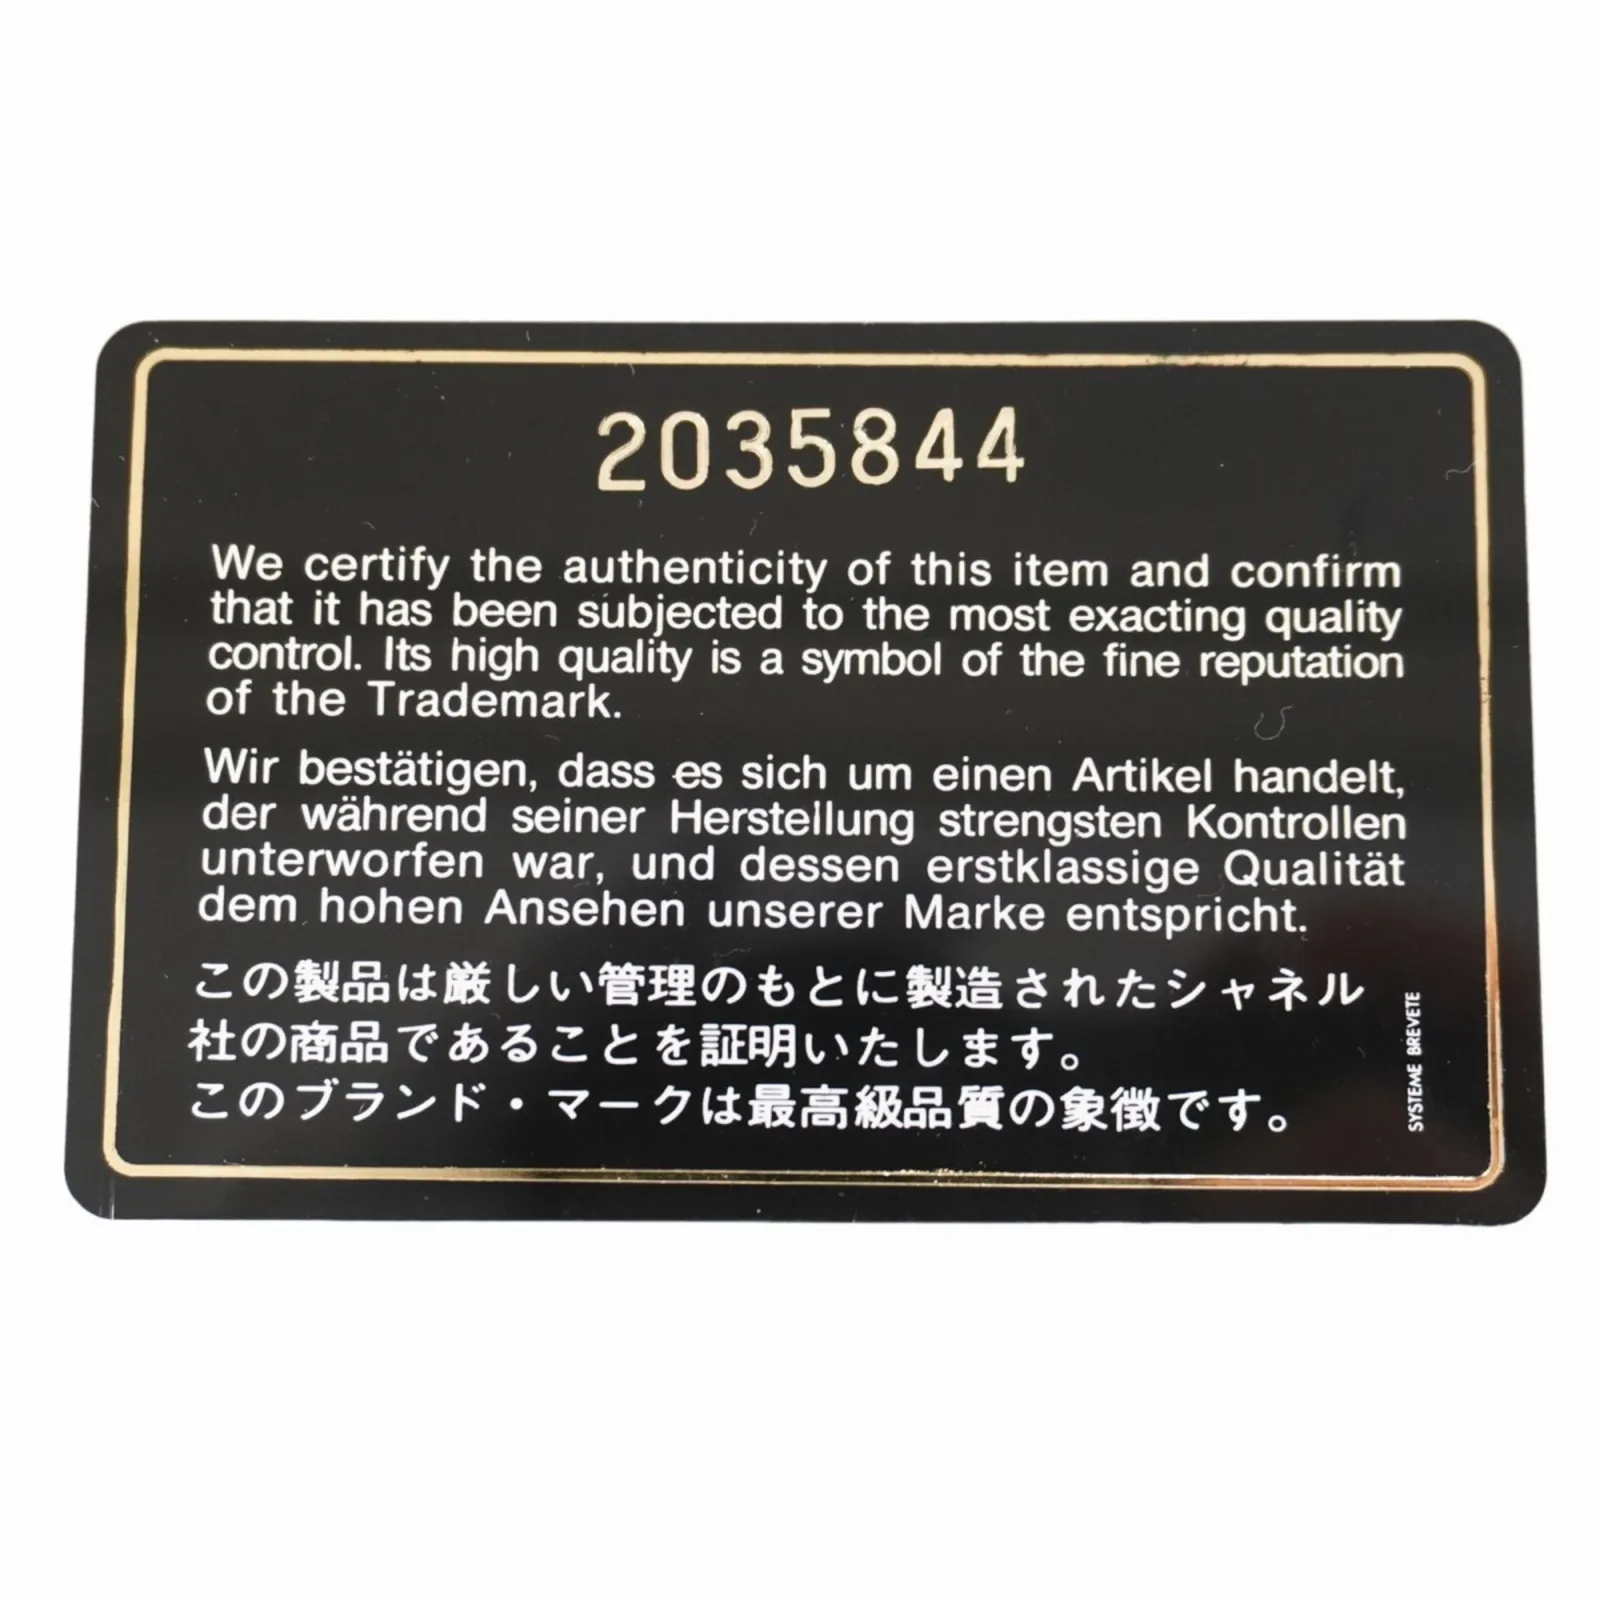 2035844
We certify the authenticity of this item and confirm
that it has been subjected to the most exacting quality
control. Its high quality is a symbol of the fine reputation
of the Trademark.
Wir bestätigen, dass es sich um einen Artikel handelt,
der während seiner Herstellung strengsten Kontrollen
unterworfen war, und dessen erstklassige Qualität
dem hohen Ansehen unserer Marke entspricht.
この製品は厳しい管理のもとに製造されたシャネル
社の商品であることを証明いたします。
このブランド・マークは最高級品質の象徴です。
SYSTEME BREVETE